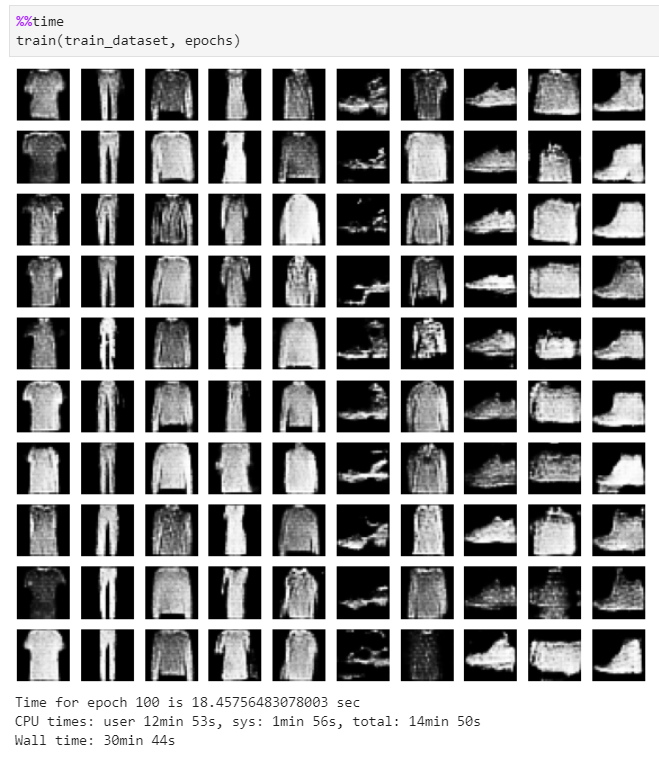 %%time
train(train_dataset, epochs)
Time for epoch 100 is 18.45756483078003 sec
CPU times: user 12min 53s, sys: 1min 56s, total: 14min 50s
Wall time: 30min 44s